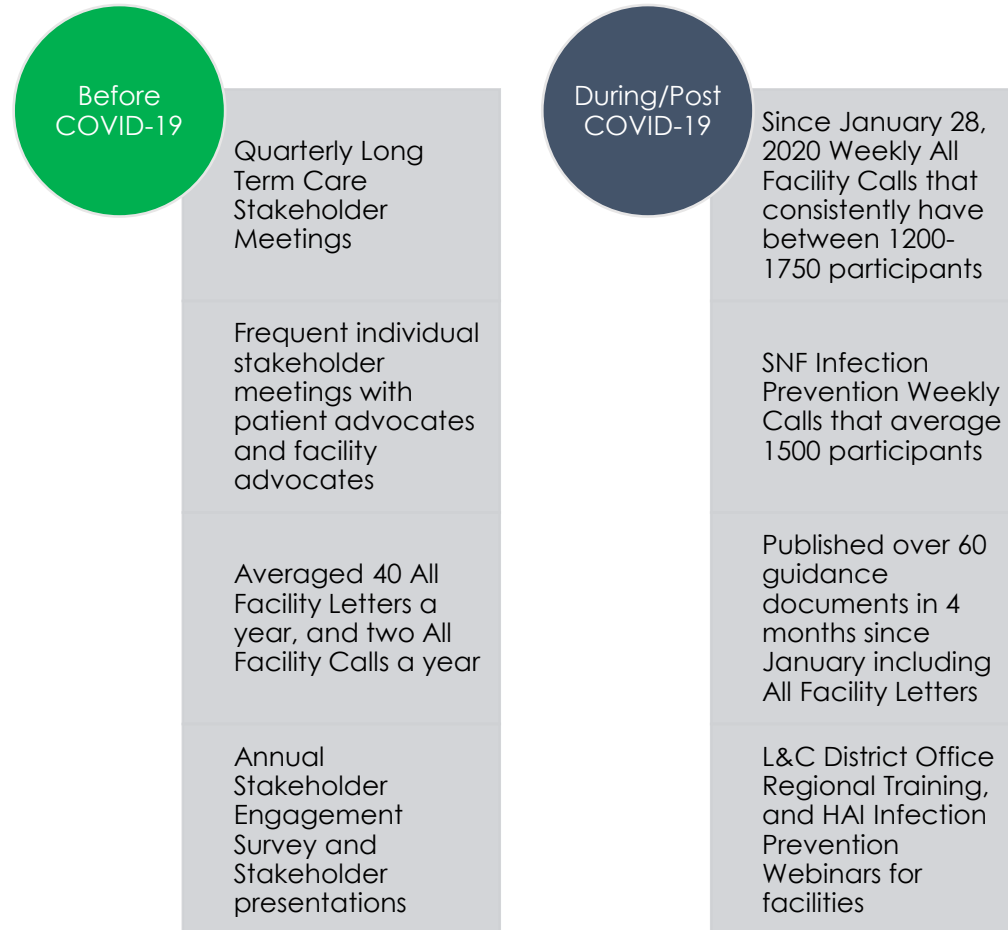 Before
COVID-19
Quarterly Long
Term Care
Stakeholder
Meetings
Frequent individual
stakeholder
meetings with
patient advocates
and facility
advocates
Averaged 40 All
Facility Letters a
year, and two All
Facility Calls a year
Annual
Stakeholder
Engagement
Survey and
Stakeholder
presentations
During/Post
COVID-19
Since January 28,
2020 Weekly All
Facility Calls that
consistently have
between 1200-
1750 participants
SNF Infection
Prevention Weekly
Calls that average
1500 participants
Published over 60
guidance
documents in 4
months since
January including
All Facility Letters
L&C District Office
Regional Training,
and HAI Infection
Prevention
Webinars for
facilities